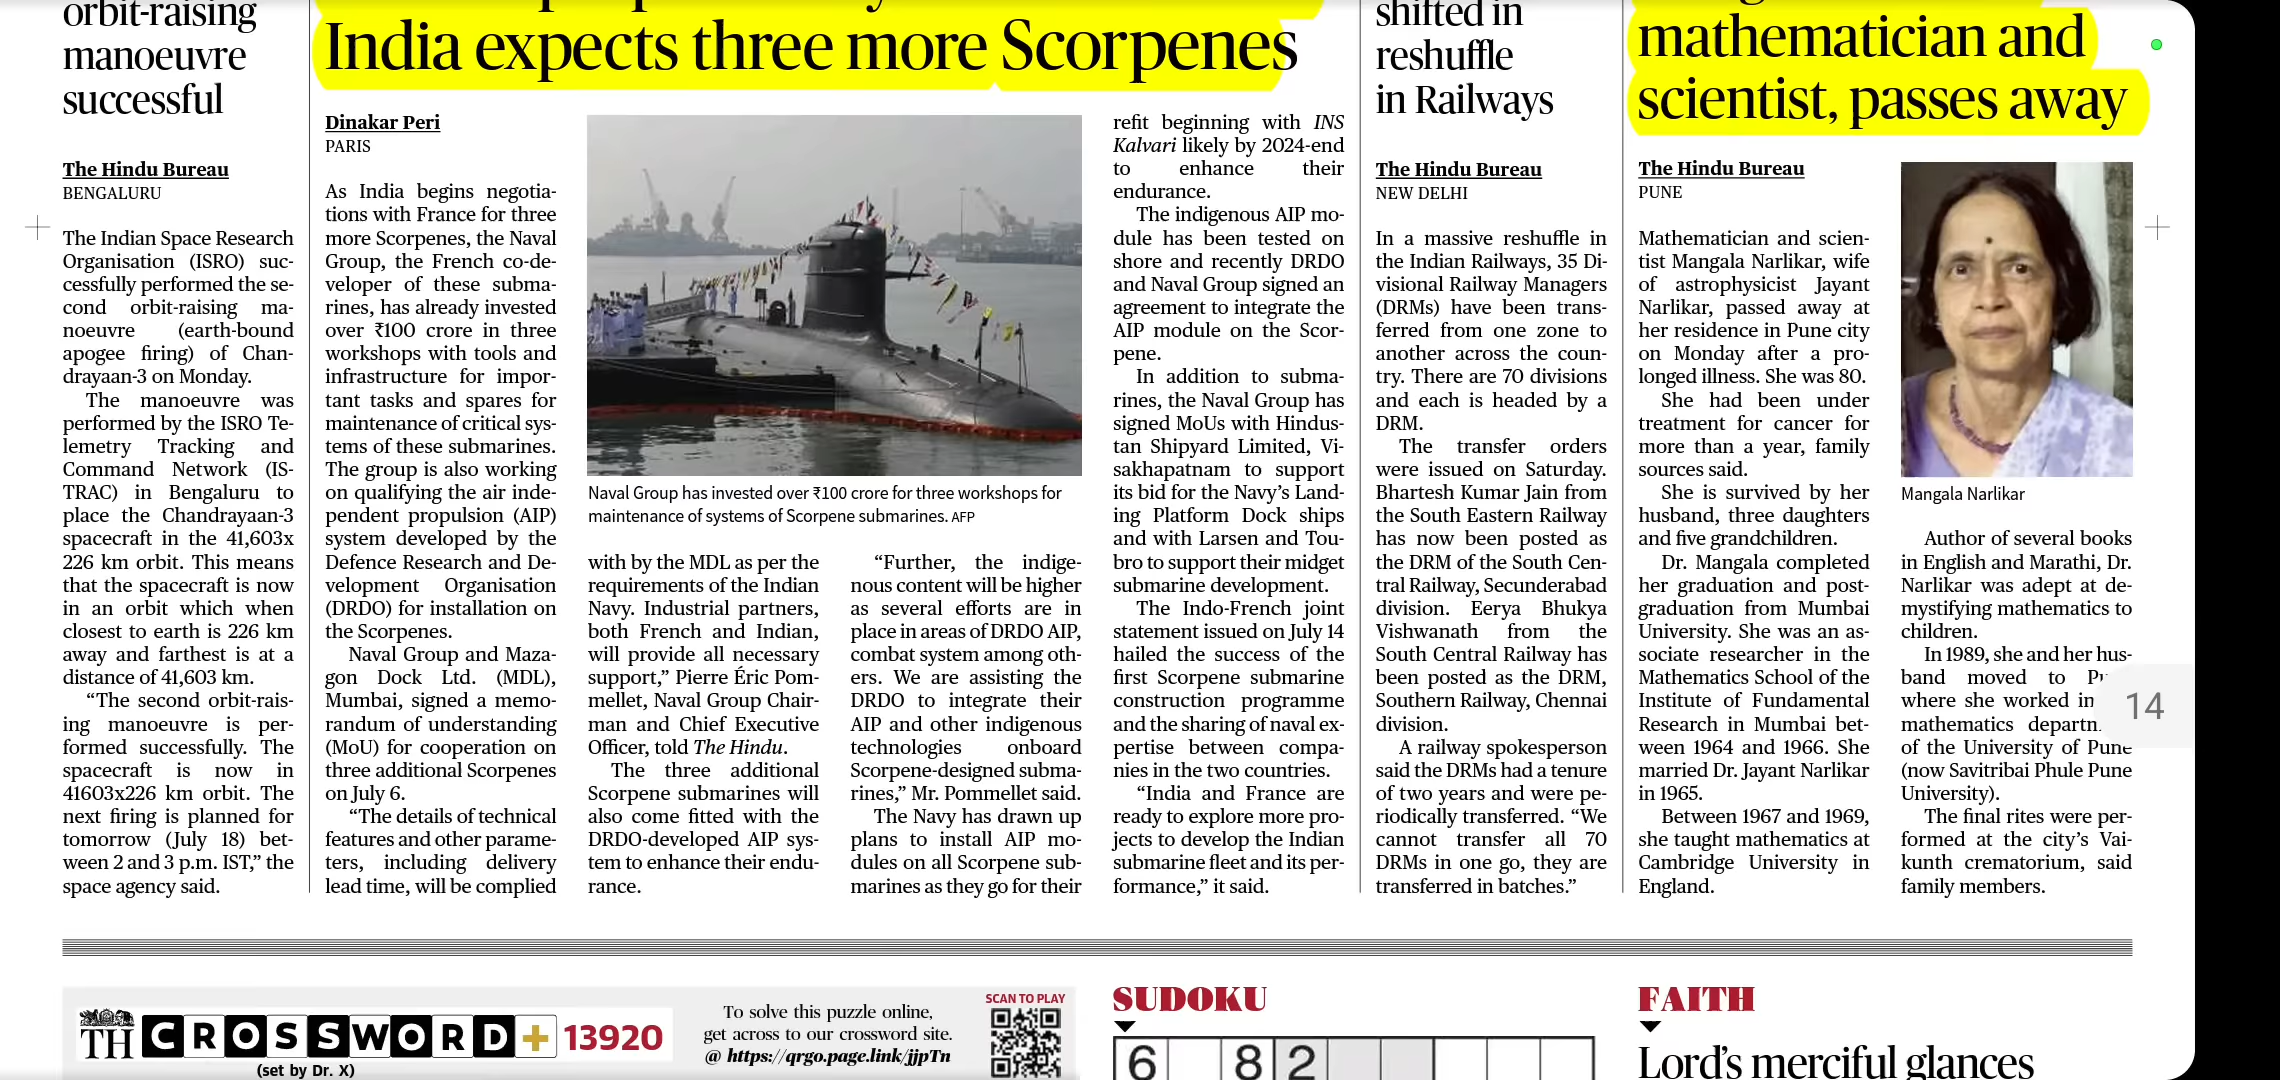 orbit-raising
manoeuvre
successful
The Hindu Bureau
BENGALURU
The Indian Space Research
Organisation (ISRO) suc-
cessfully performed the se-
cond orbit-raising ma-
noeuvre (earth-bound
apogee firing) of Chan-
drayaan-3 on Monday.
The manoeuvre was
performed by the ISRO Te-
lemetry Tracking and
Command Network (IS-
TRAC) in Bengaluru to
place the Chandrayaan-3
spacecraft in the 41,603x
226 km orbit. This means
that the spacecraft is now
in an orbit which when
closest to earth is 226 km
away and farthest is at a
distance of 41,603 km.
“The second orbit-rais-
ing manoeuvre is per-
formed successfully. The
spacecraft is now in
41603x226 km orbit. The
next firing is planned for
tomorrow (July 18) bet-
ween 2 and 3 p.m. IST,” the
space agency said.
India expects three more Scorpenes
Dinakar Peri
PARIS
As India begins negotia-
tions with France for three
more Scorpenes, the Naval
Group, the French co-de-
veloper of these subma-
rines, has already invested
over ₹100 crore in three
workshops with tools and
infrastructure for impor-
tant tasks and spares for
maintenance of critical sys-
tems of these submarines.
The group is also working
on qualifying the air inde-
pendent propulsion (AIP)
system developed by the
Defence Research and De-
velopment Organisation
(DRDO) for installation on
the Scorpenes.
Naval Group and Maza-
gon Dock Ltd. (MDL),
Mumbai, signed a memo-
randum of understanding
(MoU) for cooperation on
three additional Scorpenes
on July 6.
“The details of technical
features and other parame-
ters, including delivery
lead time, will be complied
Naval Group has invested over ₹100 crore for three workshops for
maintenance of systems of Scorpene submarines. AFP
with by the MDL as per the
requirements of the Indian
Navy. Industrial partners,
both French and Indian,
will provide all necessary
support,” Pierre Éric Pom-
mellet, Naval Group Chair-
man and Chief Executive
Officer, told The Hindu.
The three additional
Scorpene submarines will
also come fitted with the
DRDO-developed AIP sys-
tem to enhance their endu-
rance.
“Further, the indige-
nous content will be higher
as several efforts are in
place in areas of DRDO AIP,
combat system among oth-
ers. We are assisting the
DRDO to integrate their
AIP and other indigenous
technologies onboard
Scorpene-designed subma-
rines,” Mr. Pommellet said.
The Navy has drawn up
plans to install AIP mo-
dules on all Scorpene sub-
marines as they go for their
refit beginning with INS
Kalvari likely by 2024-end
to enhance their
endurance.
The indigenous AIP mo-
dule has been tested on
shore and recently DRDO
and Naval Group signed an
agreement to integrate the
AIP module on the Scor-
pene.
In addition to subma-
rines, the Naval Group has
signed MoUs with Hindus-
tan Shipyard Limited, Vi-
sakhapatnam to support
its bid for the Navy’s Land-
ing Platform Dock ships
and with Larsen and Tou-
bro to support their midget
submarine development.
The Indo-French joint
statement issued on July 14
hailed the success of the
first Scorpene submarine
construction programme
and the sharing of naval ex-
pertise between compa-
nies in the two countries.
“India and France are
ready to explore more pro-
jects to develop the Indian
submarine fleet and its per-
formance,” it said.
shifted in
reshuffle
in Railways
The Hindu Bureau
NEW DELHI
In a massive reshuffle in
the Indian Railways, 35 Di-
visional Railway Managers
(DRMs) have been trans-
ferred from one zone to
another across the coun-
try. There are 70 divisions
and each is headed by a
DRM.
The transfer orders
were issued on Saturday.
Bhartesh Kumar Jain from
the South Eastern Railway
has now been posted as
the DRM of the South Cen-
tral Railway, Secunderabad
division. Eerya Bhukya
Vishwanath from the
South Central Railway has
been posted as the DRM,
Southern Railway, Chennai
division.
A railway spokesperson
said the DRMs had a tenure
of two years and were pe-
riodically transferred. “We
cannot transfer all 70
DRMs in one go, they are
transferred in batches.”
mathematician and
scientist, passes away
The Hindu Bureau
PUNE
Mathematician and scien-
tist Mangala Narlikar, wife
of astrophysicist Jayant
Narlikar, passed away at
her residence in Pune city
on Monday after a pro-
longed illness. She was 80.
She had been under
treatment for cancer for
more than a year, family
sources said.
She is survived by her
husband, three daughters
and five grandchildren.
Dr. Mangala completed
her graduation and post-
graduation from Mumbai
University. She was an as-
sociate researcher in the
Mathematics School of the
Institute of Fundamental
Research in Mumbai bet-
ween 1964 and 1966. She
married Dr. Jayant Narlikar
in 1965.
Between 1967 and 1969,
she taught mathematics at
Cambridge University in
England.
Mangala Narlikar
Author of several books
in English and Marathi, Dr.
Narlikar was adept at de-
mystifying mathematics to
children.
In 1989, she and her hus-
band moved to
where she worked in
mathematics
of the University of Pune
(now Savitribai Phule Pune
University).
The final rites were per-
formed at the city’s Vai-
kunth crematorium, said
family members.
14
TH CROSSWORD+ 13920
(set by Dr. X)
To solve this puzzle online,
get across to our crossword site.
@ https://qrgo.page.link/jjpTn
SCAN TO PLAY
SUDOKU
6 8 2
FAITH
Lord’s merciful glances